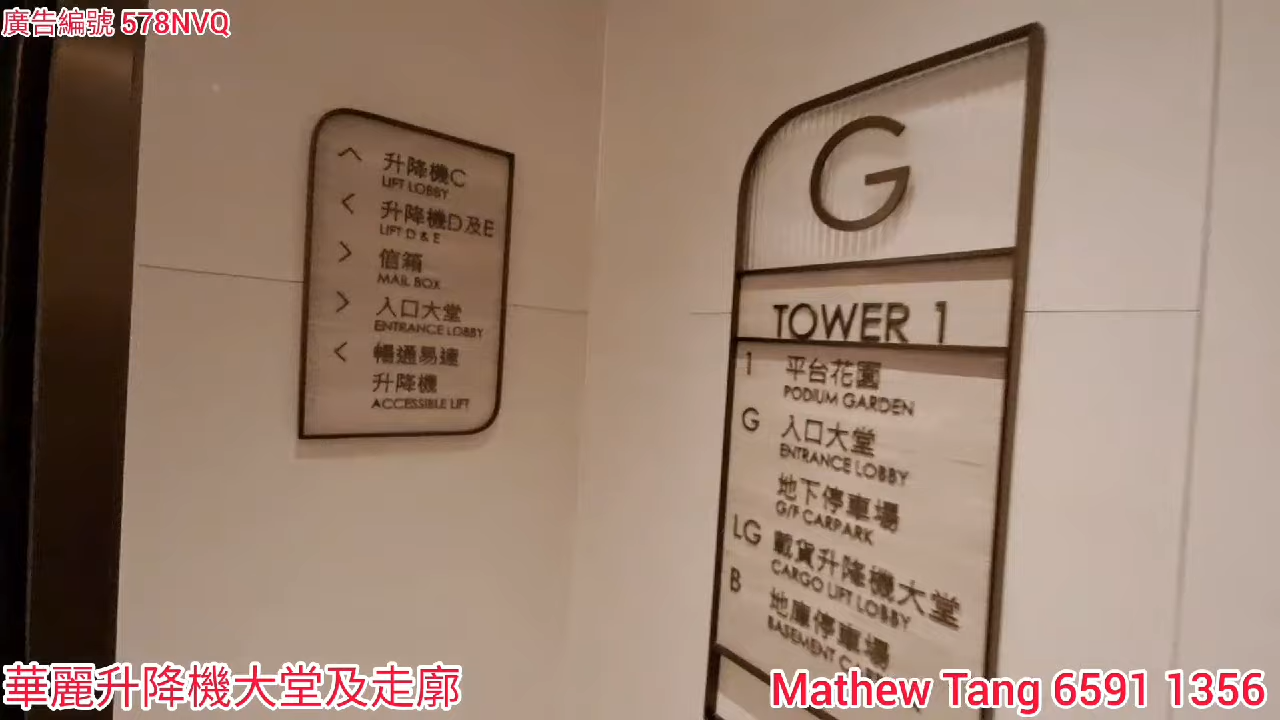 廣告編號 578NVQ
升降機C
LIFT LOBBY
升降機D及E
LIFT D & E
信箱
MAIL BOX
入口大堂
ENTRANCE LOBBY
暢通易達
升降機
ACCESSIBLE LIFT
G
TOWER 1
1 平台花園
PODIUM GARDEN
G 入口大堂
ENTRANCE LOBBY
地下停車場
G/F CARPARK
LG 載貨升降機大堂
CARGO LIFT LOBBY
B 地庫停車場
BASEMENT
華麗升降機大堂及走廊
Mathew Tang 6591 1356